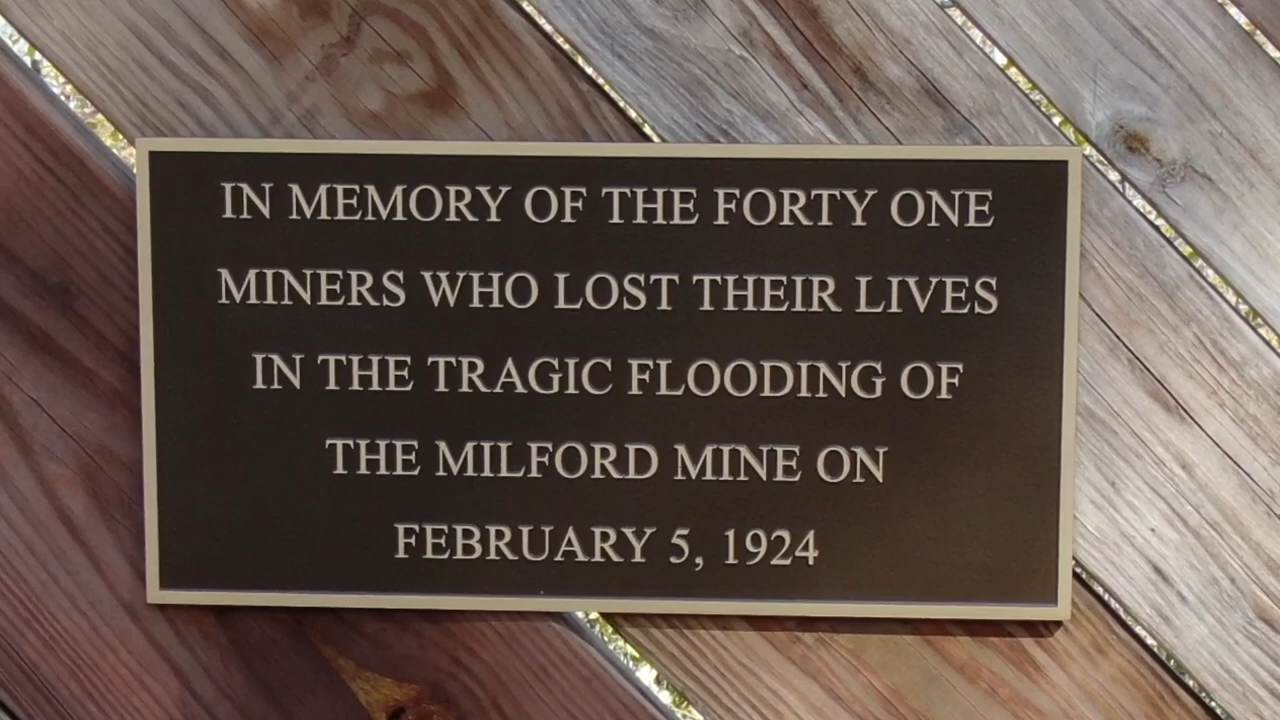 IN MEMORY OF THE FORTY ONE
MINERS WHO LOST THEIR LIVES
IN THE TRAGIC FLOODING OF
THE MILFORD MINE ON
FEBRUARY 5, 1924